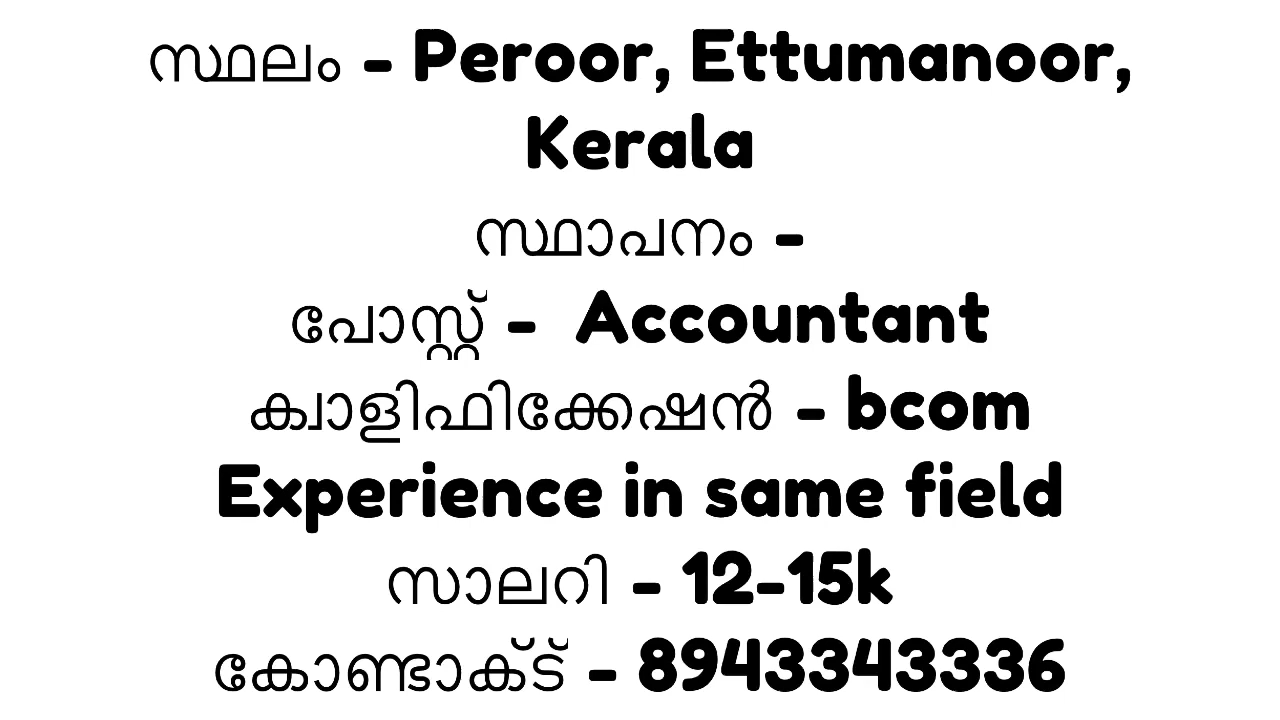 സ്ഥലം - Peroor, Ettumanoor,
Kerala
സ്ഥാപനം -
പോസ്റ്റ് - Accountant
ക്വാളിഫിക്കേഷൻ - bcom
Experience in same field
സാലറി - 12-15k
കോണ്ടാക്ട് - 8943343336